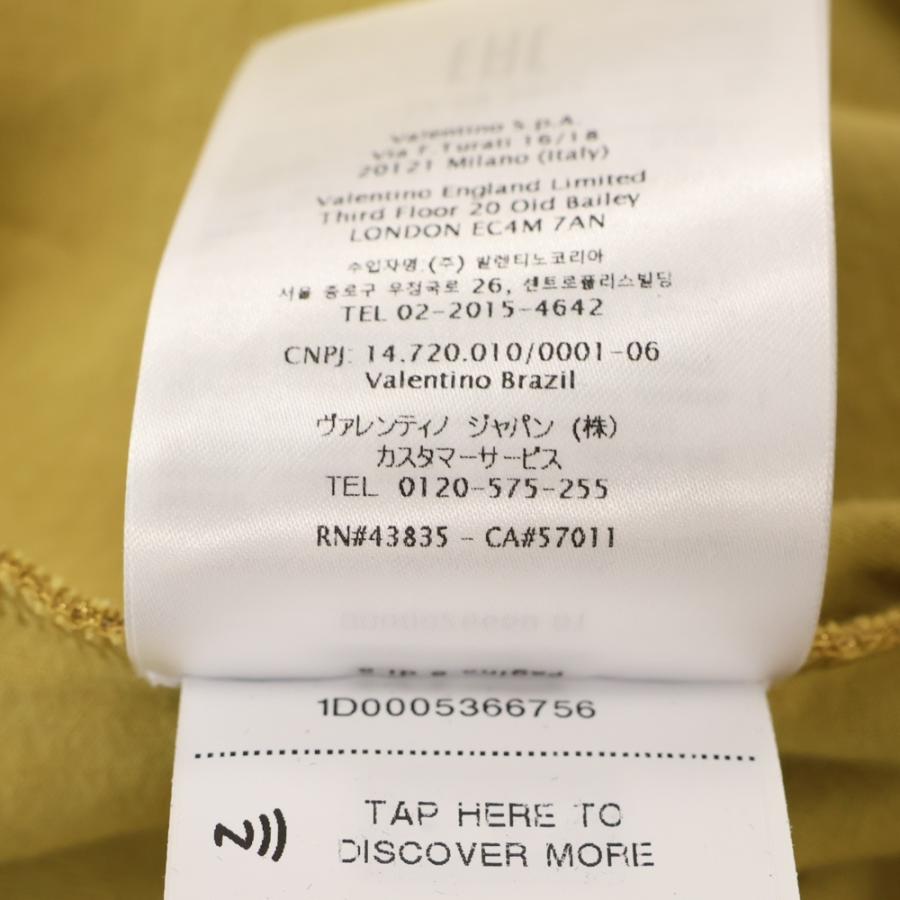 EAC
Valentino S.p.A.
Via F. Turati 16/18
20121 Milano (Italy)
Valentino England Limited
Third Floor 20 Old Bailey
LONDON EC4M 7AN
수입자명:(주) 발렌티노코리아
서울 종로구 우정국로 26, 센트로폴리스빌딩
TEL 02-2015-4642
CNPJ: 14.720.010/0001-06
Valentino Brazil
ヴァレンティノ ジャパン (株)
カスタマーサービス
TEL 0120-575-255
RN#43835 - CA#57011
1D0005366756
TAP HERE TO
DISCOVER MORE